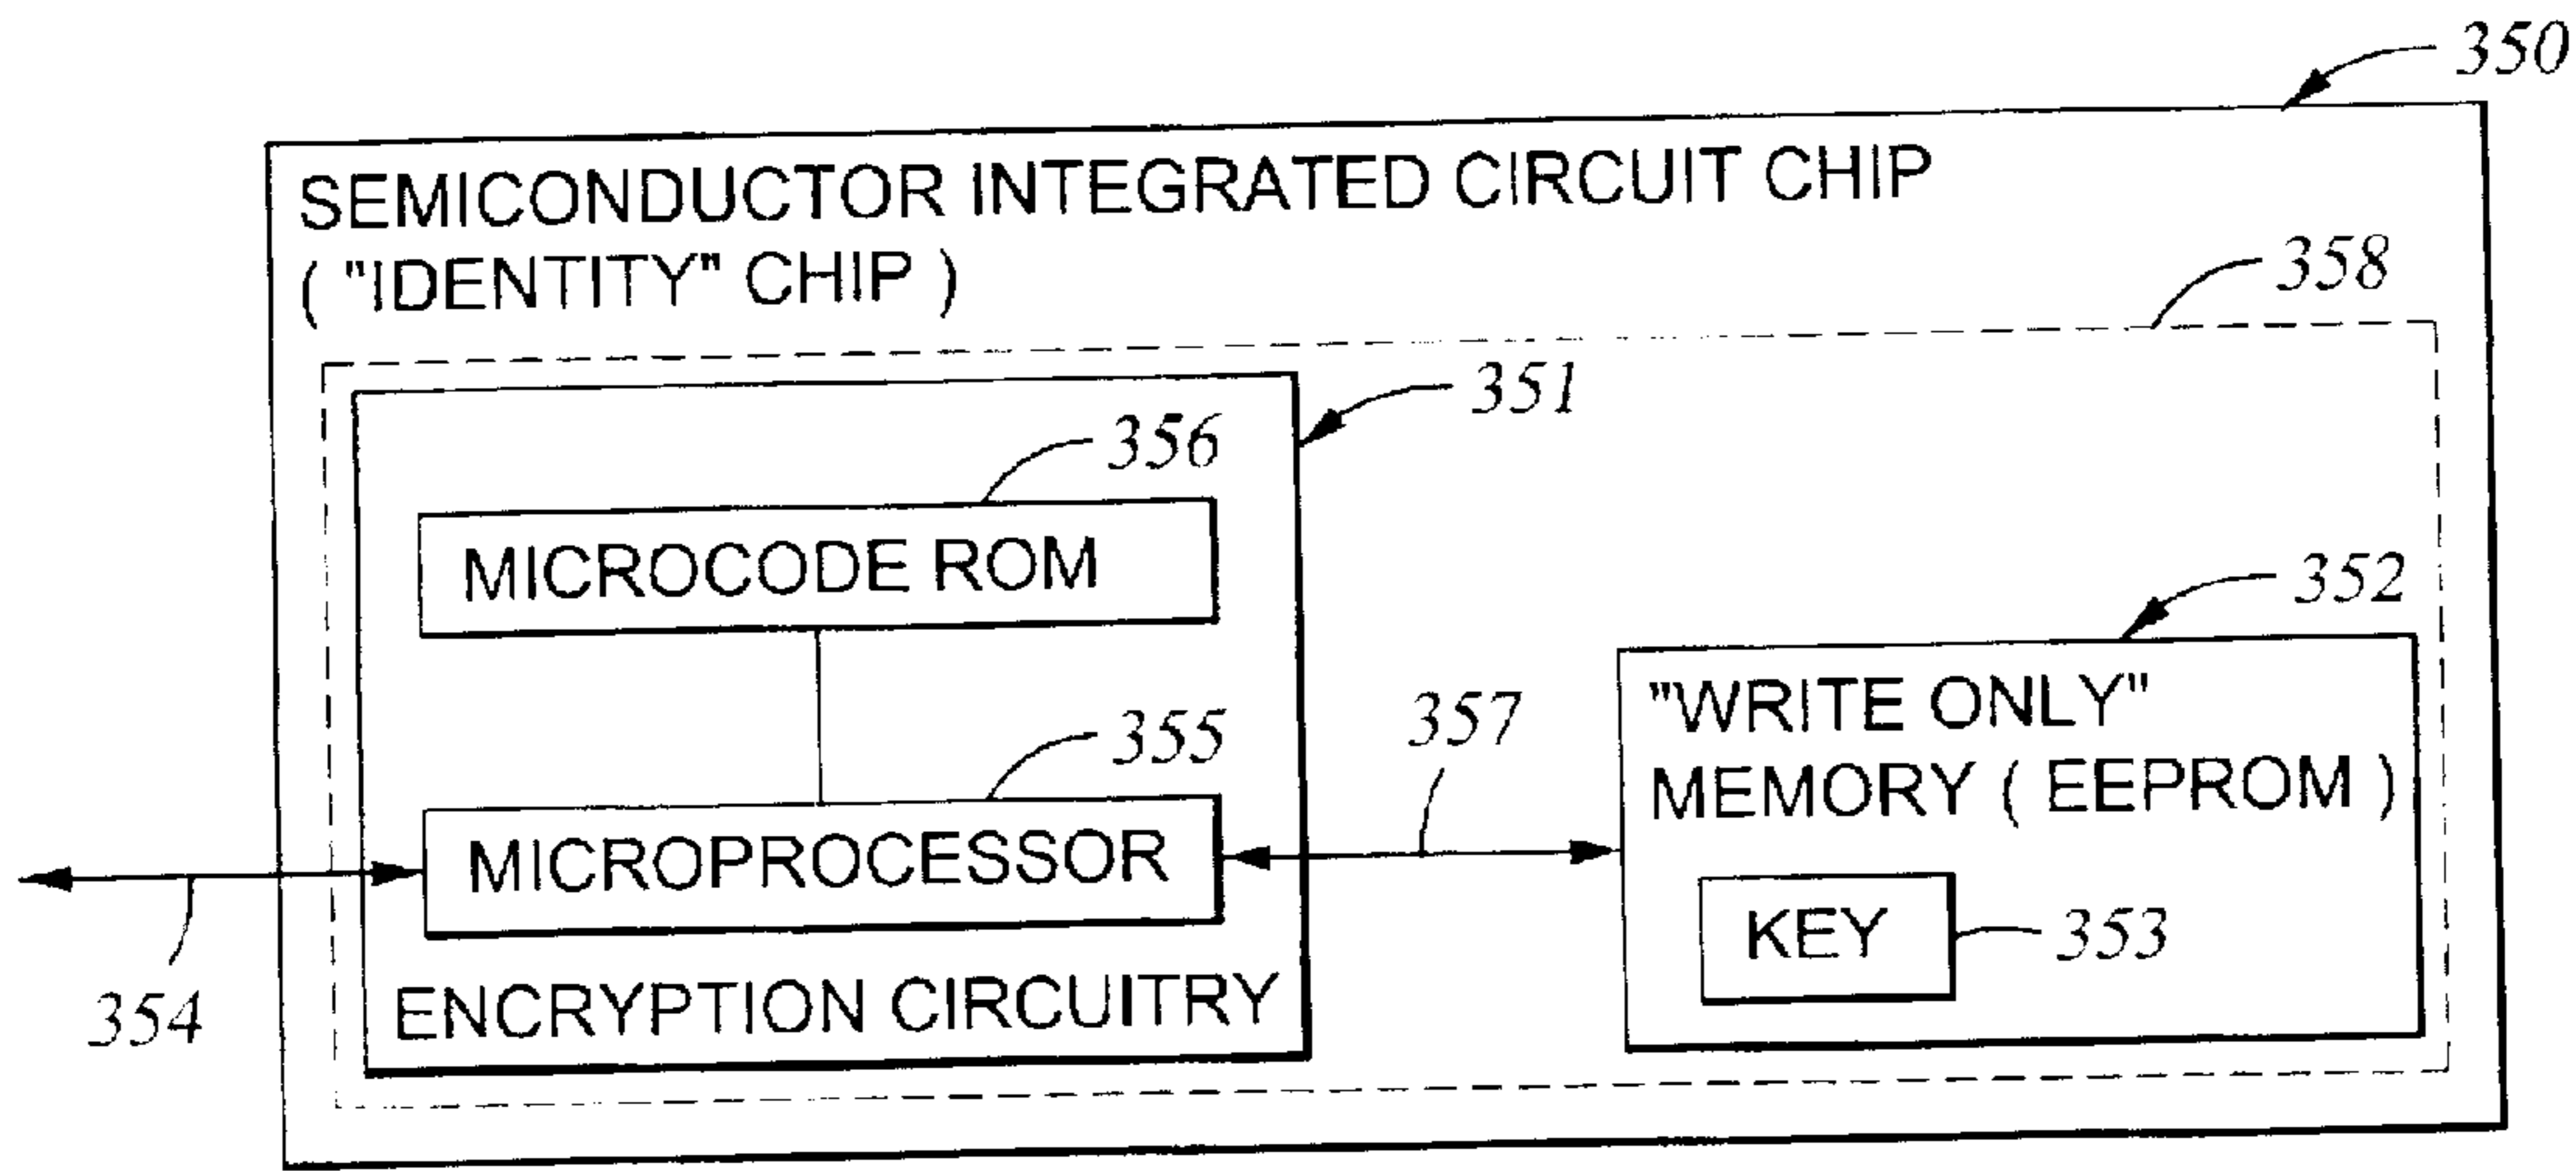 350
SEMICONDUCTOR INTEGRATED CIRCUIT CHIP
( "IDENTITY" CHIP )
358
351
356
MICROCODE ROM
352
"WRITE ONLY"
MEMORY ( EEPROM )
357
355
MICROPROCESSOR
KEY
353
354
ENCRYPTION CIRCUITRY